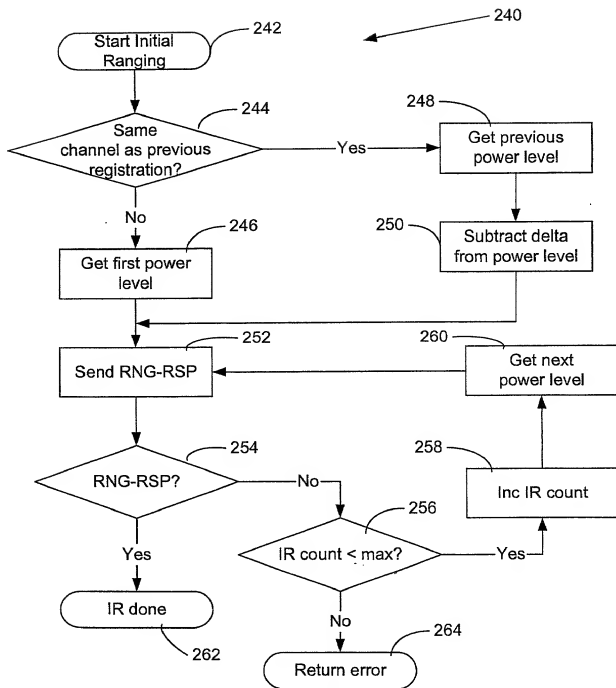 240
242
Start Initial
Ranging
244
Same
channel as previous
registration?
Yes
248
Get previous
power level
No
246
Get first power
level
250
Subtract delta
from power level
252
Send RNG-RSP
260
Get next
power level
254
RNG-RSP?
No
258
Inc IR count
256
IR count < max?
Yes
Yes
IR done
262
No
264
Return error